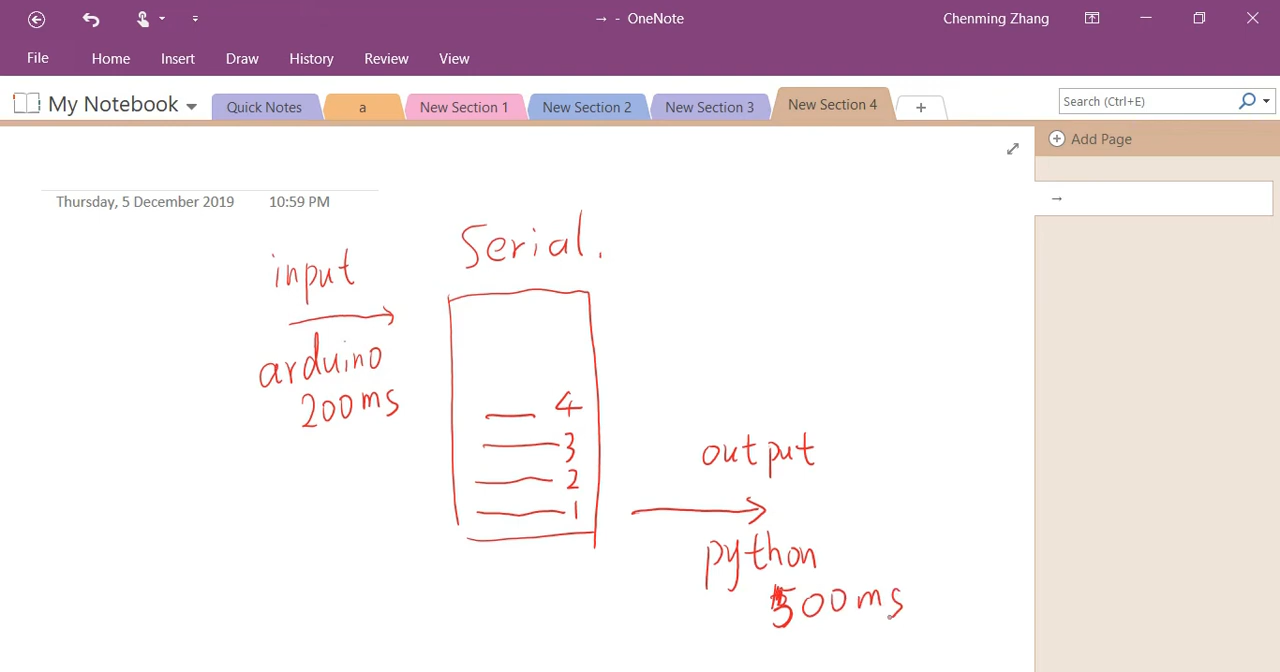 → - OneNote
Chenming Zhang
File
Home
Insert
Draw
History
Review
View
My Notebook
Quick Notes
a
New Section 1
New Section 2
New Section 3
New Section 4
+
Search (Ctrl+E)
Add Page
→
Thursday, 5 December 2019 10:59 PM
Serial.
input
arduino
200ms
4
3
2
1
output
python
500ms